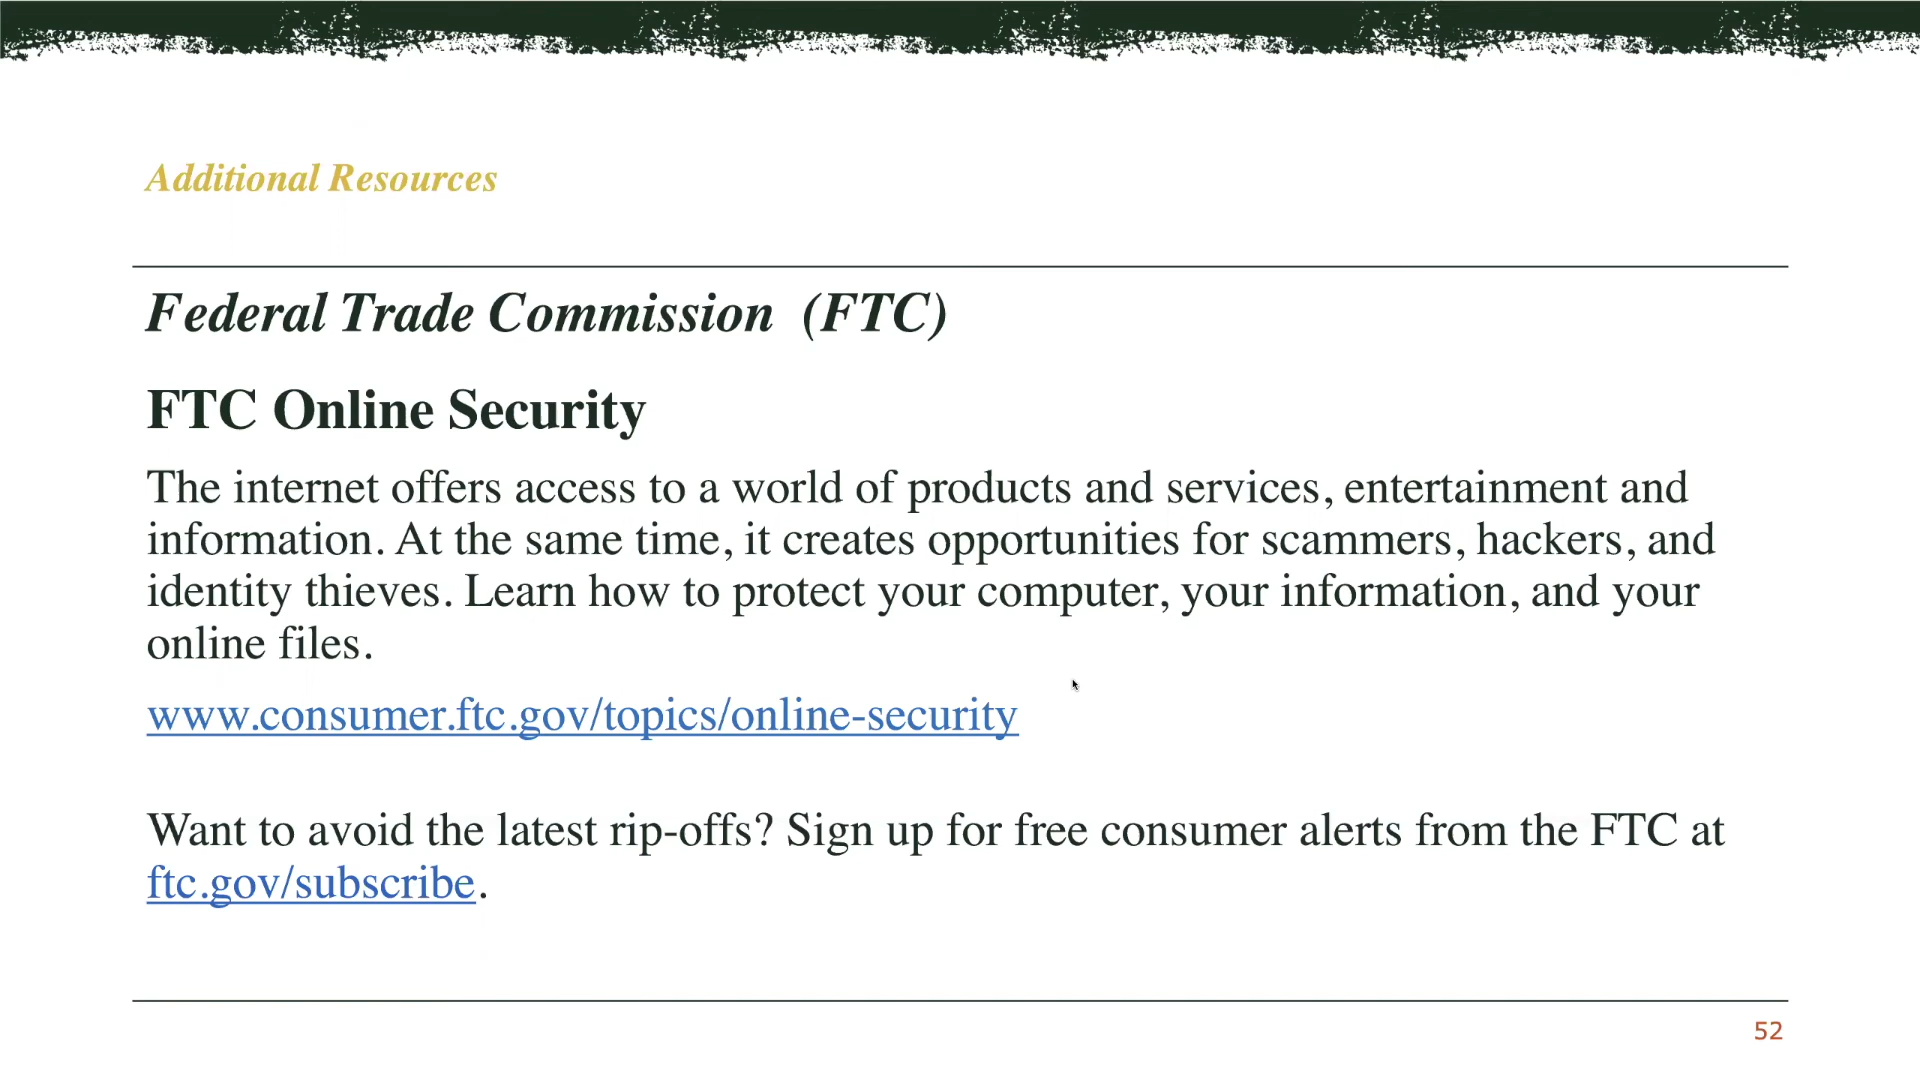 Additional Resources
Federal Trade Commission  (FTC)
FTC Online Security
The internet offers access to a world of products and services, entertainment and
information. At the same time, it creates opportunities for scammers, hackers, and
identity thieves. Learn how to protect your computer, your information, and your
online files.
www.consumer.ftc.gov/topics/online-security
Want to avoid the latest rip-offs? Sign up for free consumer alerts from the FTC at
ftc.gov/subscribe.
52